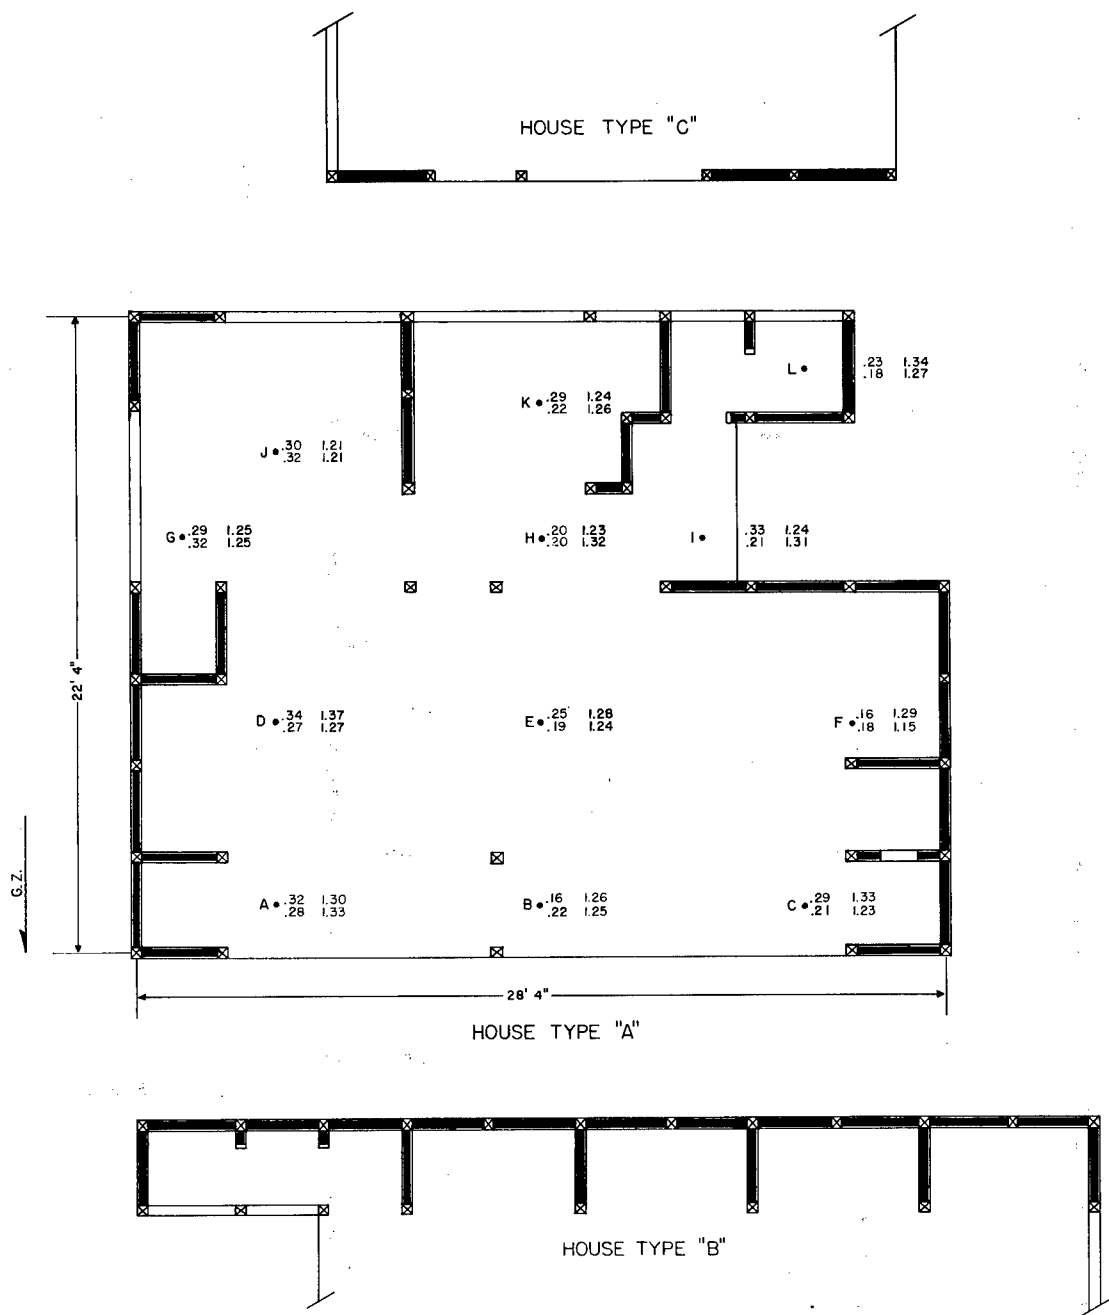 HOUSE TYPE "C"
L .23 1.34
.18 1.27
K .29 1.24
.22 1.26
J .30 1.21
.32 1.21
G .29 1.25
.32 1.25
H .20 1.23
.20 1.32
I .33 1.24
.21 1.31
22' 4"
D .34 1.37
.27 1.27
E .25 1.28
.19 1.24
F .16 1.29
.18 1.15
G.Z.
A .32 1.30
.28 1.33
B .16 1.26
.22 1.25
C .29 1.33
.21 1.23
28' 4"
HOUSE TYPE "A"
HOUSE TYPE "B"